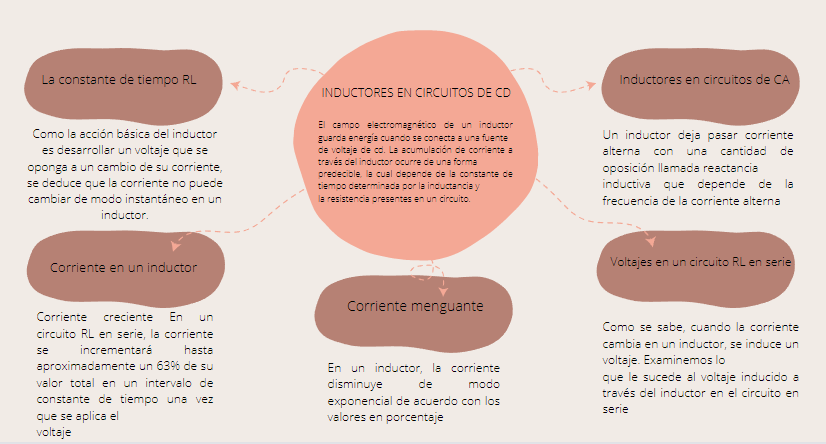 INDUCTORES EN CIRCUITOS DE CD
El campo electromagnético de un inductor
guarda energía cuando se conecta a una fuente
de voltaje de cd. La acumulación de corriente a
través del inductor ocurre de una forma
predecible, la cual depende de la constante de
tiempo determinada por la inductancia y
la resistencia presentes en un circuito.
La constante de tiempo RL
Como la acción básica del inductor
es desarrollar un voltaje que se
oponga a un cambio de su corriente,
se deduce que la corriente no puede
cambiar de modo instantáneo en un
inductor.
Inductores en circuitos de CA
Un inductor deja pasar corriente
alterna con una cantidad de
oposición llamada reactancia
inductiva que depende de la
frecuencia de la corriente alterna
Corriente en un inductor
Corriente creciente En un
circuito RL en serie, la corriente
se incrementará hasta
aproximadamente un 63% de su
valor total en un intervalo de
constante de tiempo una vez
que se aplica el
voltaje
Corriente menguante
En un inductor, la corriente
disminuye de modo
exponencial de acuerdo con los
valores en porcentaje
Voltajes en un circuito RL en serie
Como se sabe, cuando la corriente
cambia en un inductor, se induce un
voltaje. Examinemos lo
que le sucede al voltaje inducido a
través del inductor en el circuito en
serie